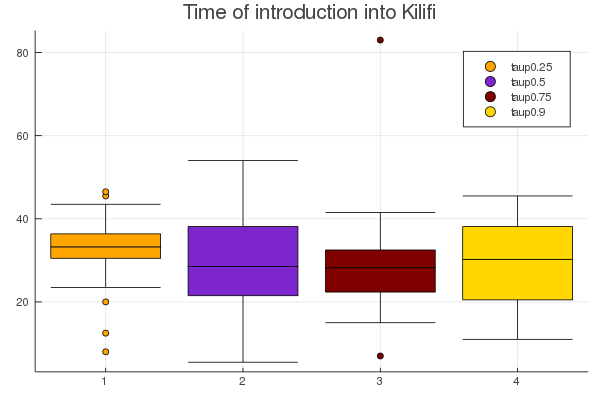 Time of introduction into Kilifi
80
60
40
20
1 2 3 4
taup0.25
taup0.5
taup0.75
taup0.9